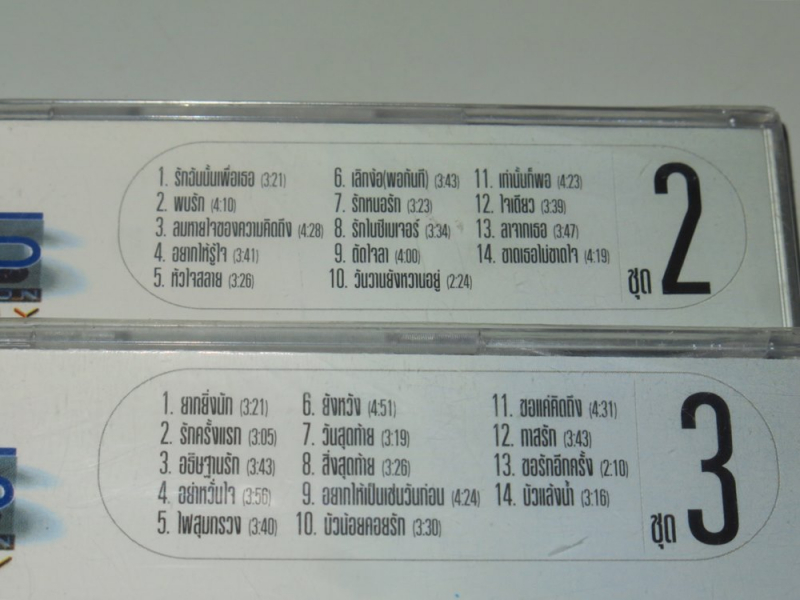 1. รักฉันนั้นเพื่อเธอ (3:21)
2. พบรัก (4:10)
3. ลมหายใจของความคิดถึง (4:28)
4. อยากให้รู้ใจ (3:41)
5. หัวใจสลาย (3:26)
6. เลิกง้อ(พอกันที) (3:43)
7. รักหมอรัก (3:23)
8. รักในซีเมเจอร์ (3:34)
9. ตัดใจลา (4:00)
10. วันวานยังหวานอยู่ (2:24)
11. เท่านั้นก็พอ (4:23)
12. ใจเดียว (3:39)
13. ลาจากเธอ (3:47)
14. ขาดเธอไม่ขาดใจ (4:19)
ชุด 2
1. ยากยิ่งนัก (3:21)
2. รักครั้งแรก (3:05)
3. อธิษฐานรัก (3:43)
4. อย่าหวั่นใจ (3:56)
5. ไฟสุมทรวง (3:40)
6. ยังหวัง (4:51)
7. วันสุดท้าย (3:19)
8. สิ่งสุดท้าย (3:26)
9. อยากให้เป็นเช่นวันก่อน (4:24)
10. บัวน้อยคอยรัก (3:30)
11. ขอแค่คิดถึง (4:31)
12. ทาสรัก (3:43)
13. ขอรักอีกครั้ง (2:10)
14. บัวแล้งน้ำ (3:16)
ชุด 3